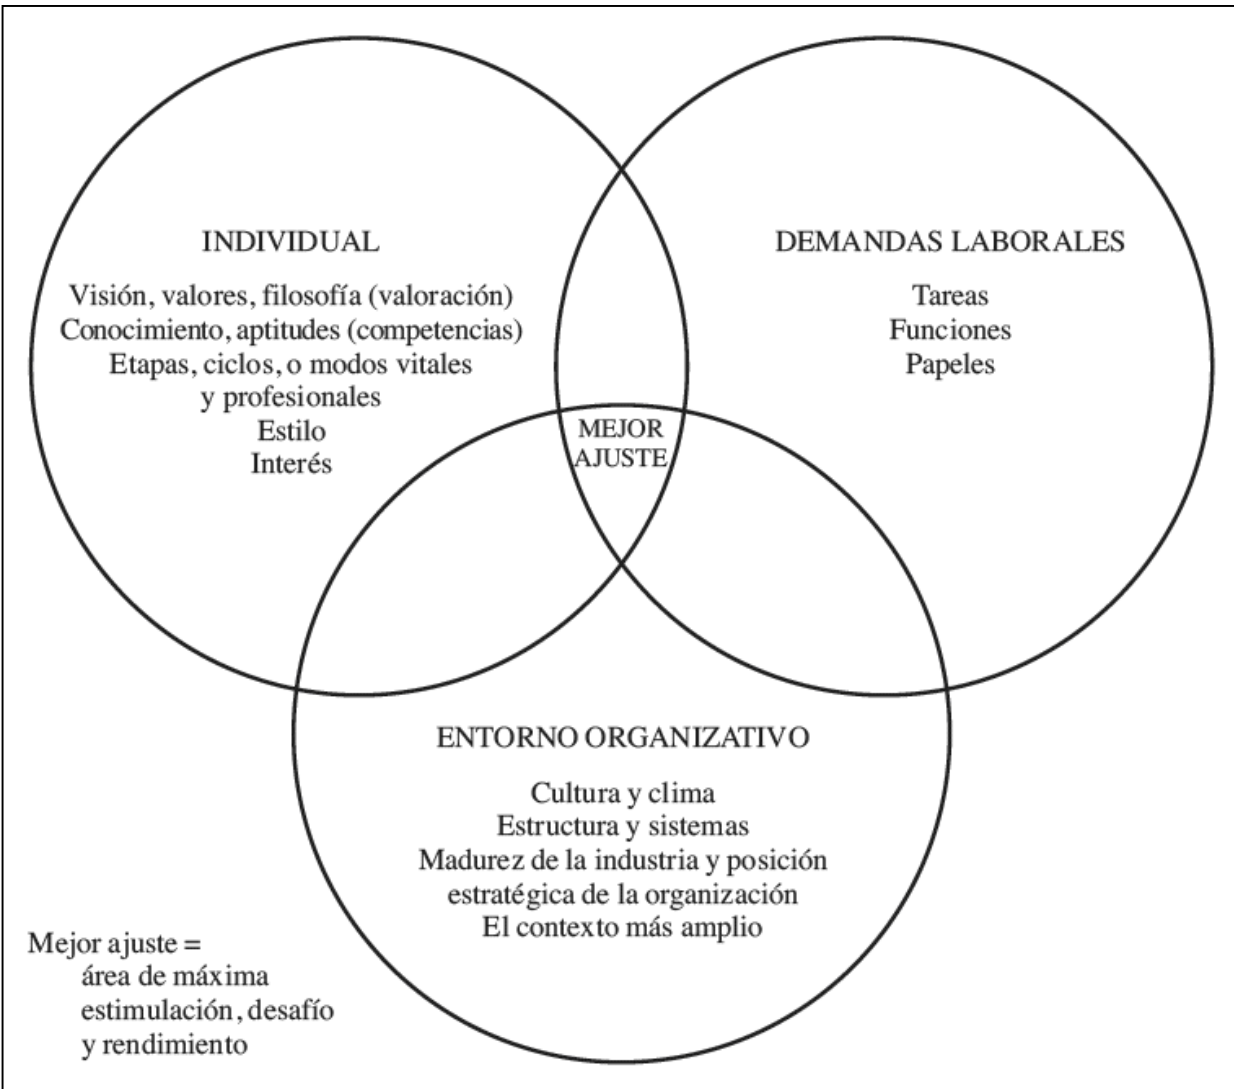 INDIVIDUAL
Visión, valores, filosofía (valoración)
Conocimiento, aptitudes (competencias)
Etapas, ciclos, o modos vitales
y profesionales
Estilo
Interés
DEMANDAS LABORALES
Tareas
Funciones
Papeles
MEJOR
AJUSTE
ENTORNO ORGANIZATIVO
Cultura y clima
Estructura y sistemas
Madurez de la industria y posición
estratégica de la organización
El contexto más amplio
Mejor ajuste =
área de máxima
estimulación, desafío
y rendimiento